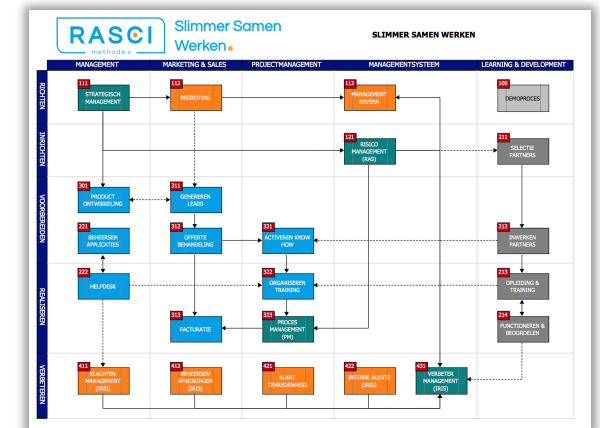 RASCI
methodes
Slimmer Samen
Werken.
SLIMMER SAMEN WERKEN
MANAGEMENT
MARKETING & SALES
PROJECTMANAGEMENT
MANAGEMENTSYSTEEM
LEARNING & DEVELOPMENT
RICHTEN
111
STRATEGISCH
MANAGEMENT
112
BEGROTING
113
MANAGEMENT
REVIEW
100
DEMOPROCES
INRICHTEN
121
RISICO
MANAGEMENT
(RAS)
211
SELECTIE
PARTNERS
VOORBEREIDEN
301
PRODUCT
ONTWIKKELING
311
GENEREREN
LEADS
221
BEHEERSEN
APPLICATIES
312
OFFERTE
BEHANDELING
321
ACTIVEREN KNOW
HOW
212
INWERKEN
PARTNERS
REALISEREN
222
HELPDESK
322
ORGANISEREN
TRAINING
213
OPLEIDING &
TRAINING
313
FACTURATIE
323
PROCES
MANAGEMENT
(PM)
214
FUNCTIONEREN &
BEOORDELEN
VERBETEREN
411
KLACHTEN
MANAGEMENT
(IRIS)
412
BEHEERSEN
AFWIJKINGEN
(IRIS)
421
KLANT
TEVREDENHEID
422
INTERNE AUDITS
(IRIS)
431
VERBETER
MANAGEMENT
(IRIS)